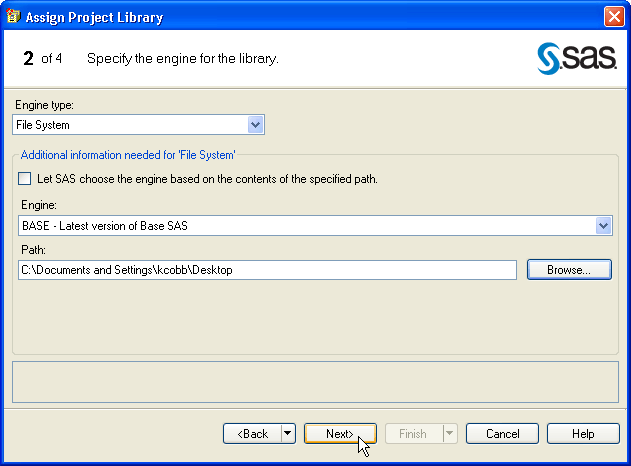 Assign Project Library
2 of 4 Specify the engine for the library.
sas.
Engine type:
File System
Additional information needed for 'File System'
Let SAS choose the engine based on the contents of the specified path.
Engine:
BASE - Latest version of Base SAS
Path:
C:\Documents and Settings\kcobb\Desktop
Browse...
<Back Next> Finish Cancel Help